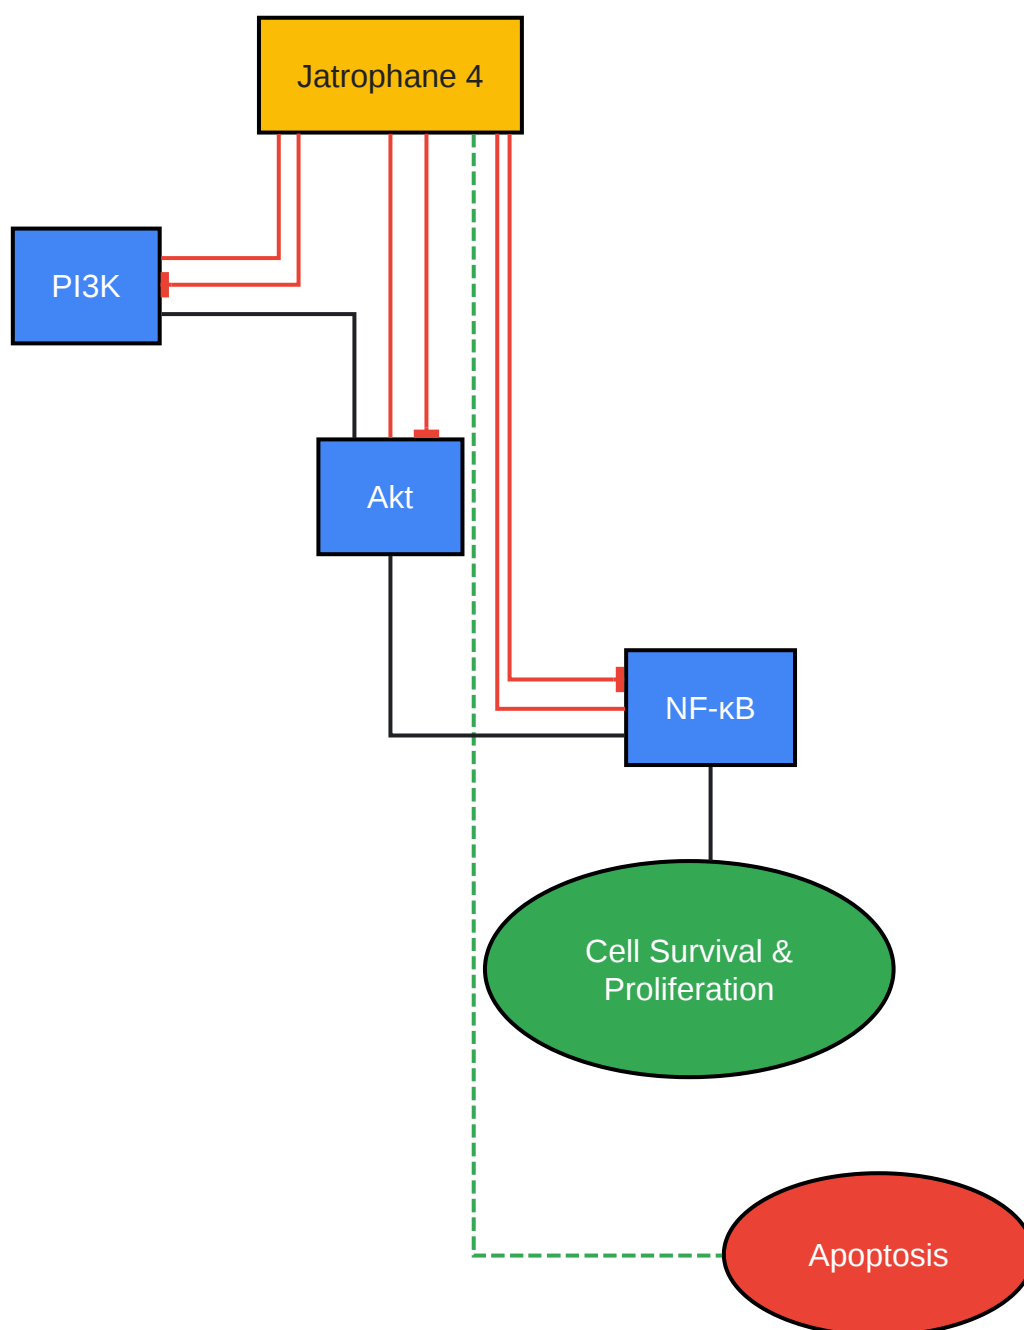 Jatrophane 4
PI3K
Akt
NF-κB
Cell Survival &
Proliferation
Apoptosis